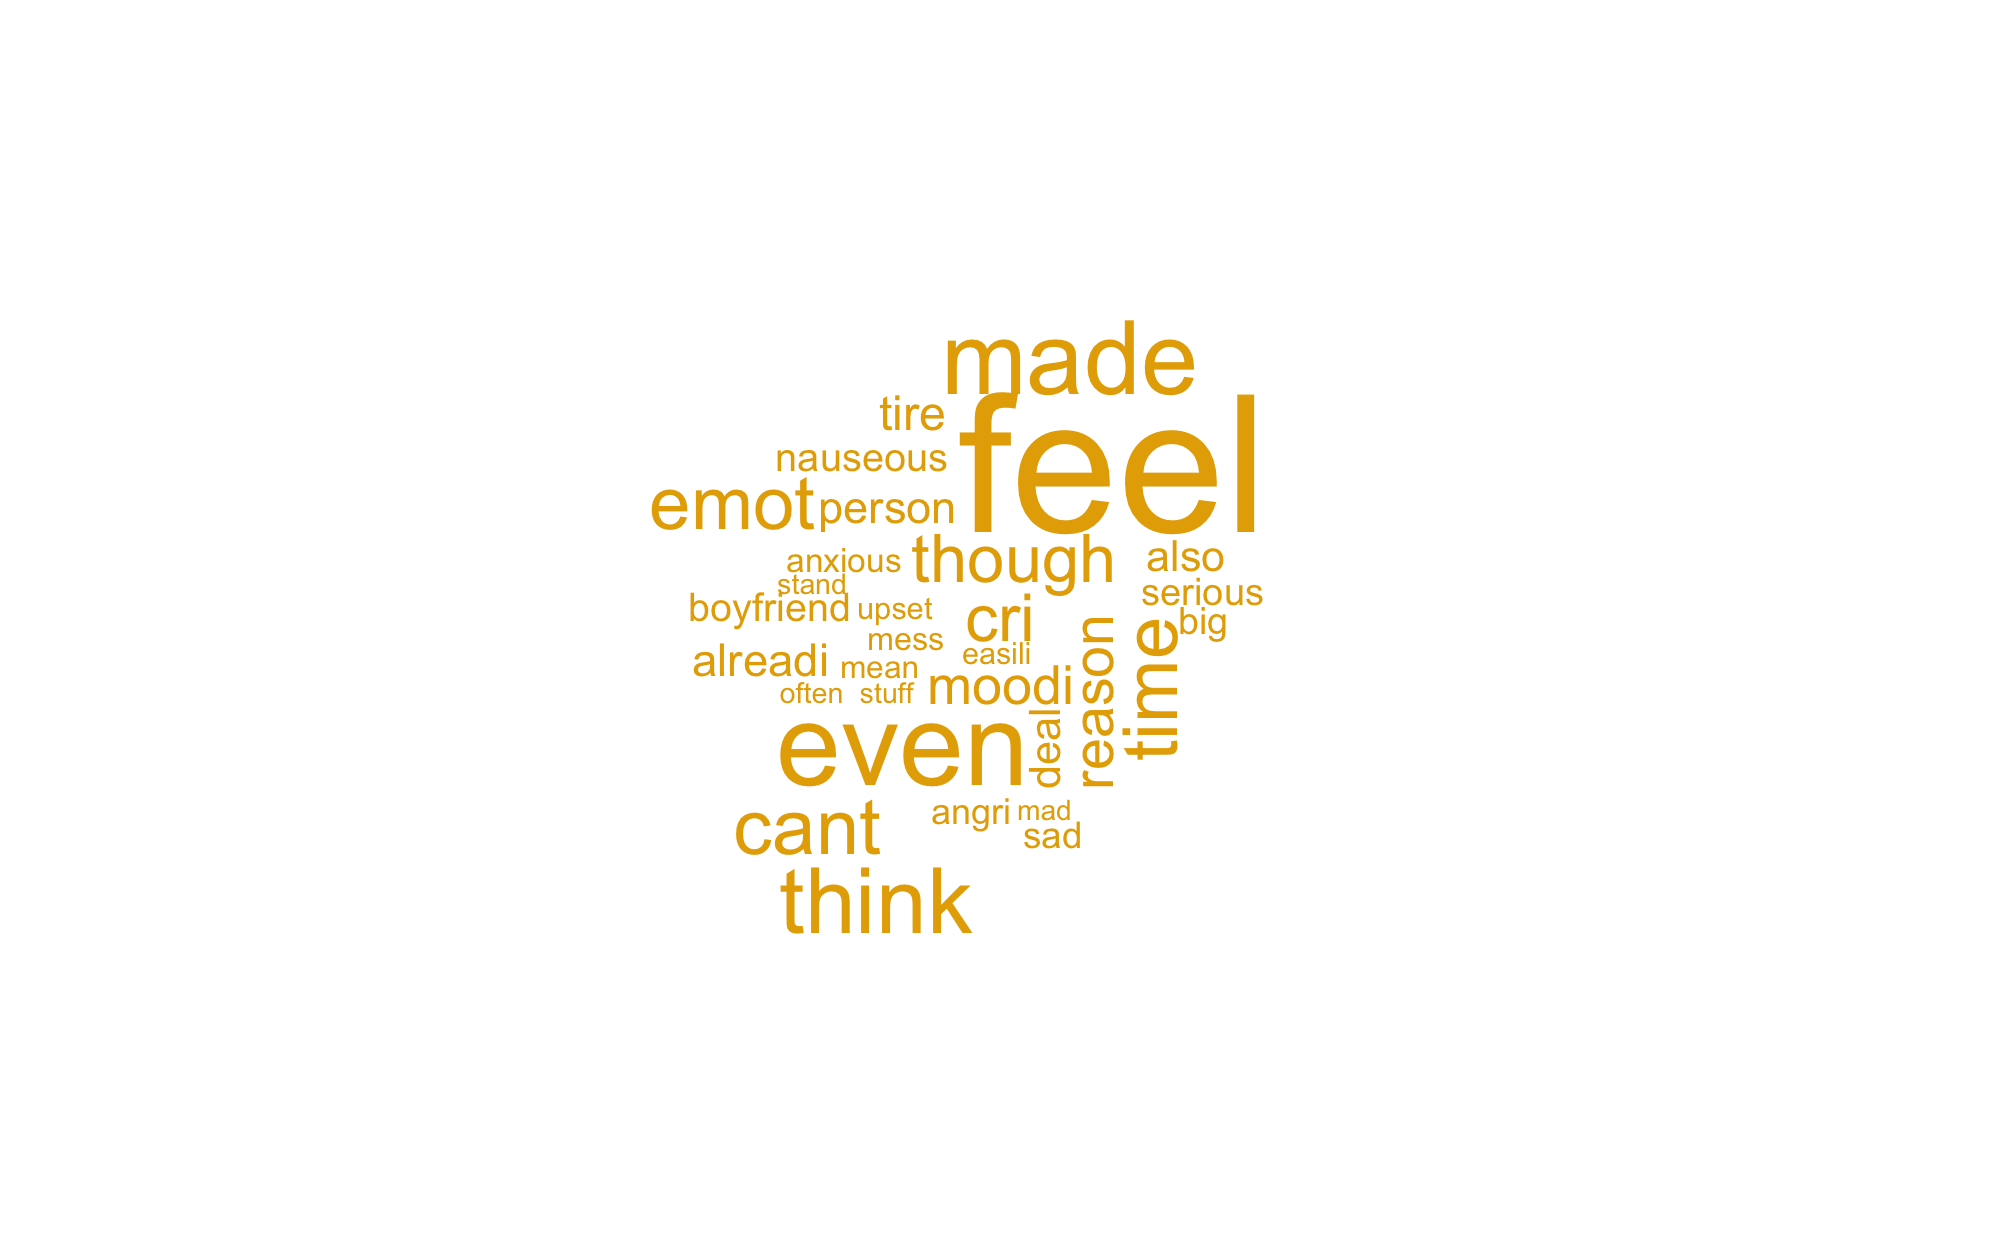 made
tire
feel
nauseous
emot person
though
also
anxious
stand
serious
boyfriend upset
cri
big
mess
easili
reason
time
alreadi
mean
moodi
often stuff
even
deal
angri mad
cant
sad
think